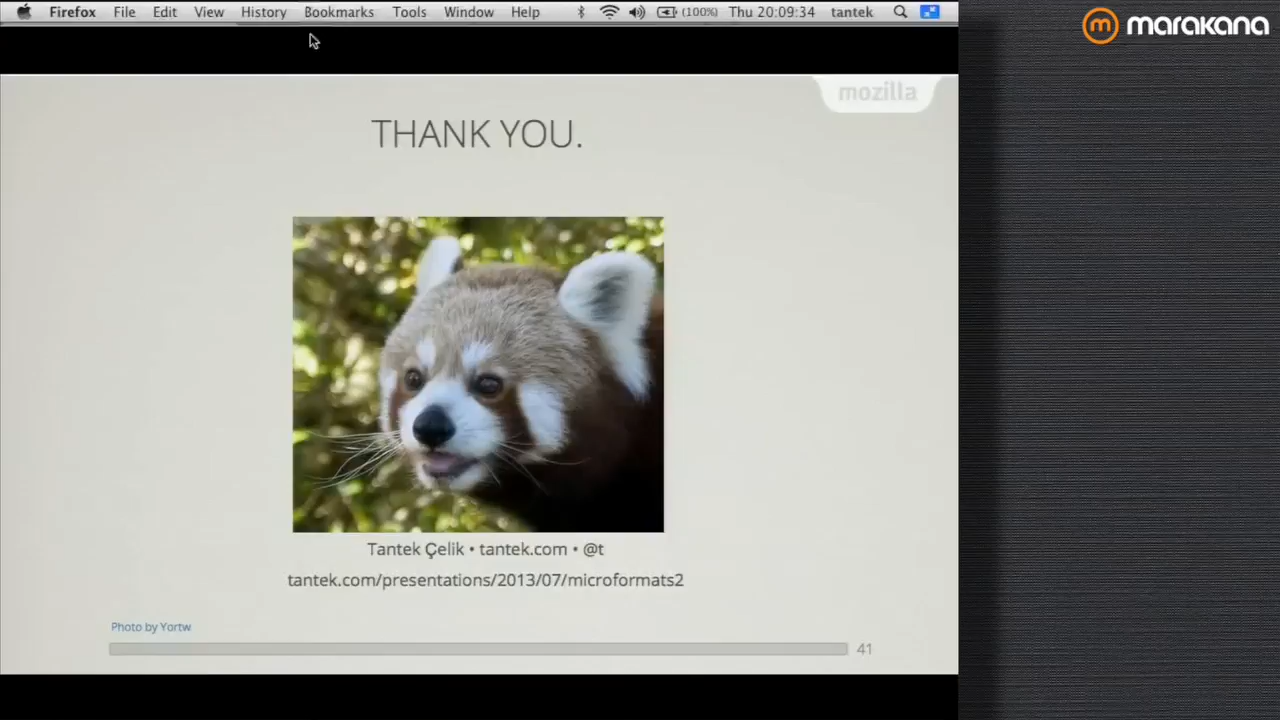 Firefox File Edit View History Bookmarks Tools Window Help (100%) Thu 20:09:34 tantek
m marakana
mozilla
THANK YOU.
Tantek Çelik • tantek.com • @t
tantek.com/presentations/2013/07/microformats2
Photo by Yortw
41